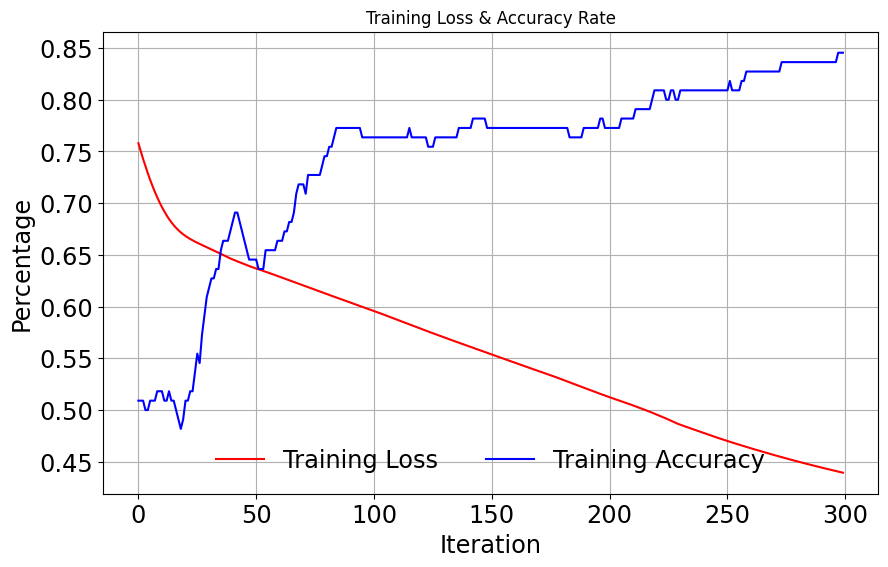 Training Loss & Accuracy Rate
Percentage
0.85
0.80
0.75
0.70
0.65
0.60
0.55
0.50
0.45
Training Loss
Training Accuracy
0 50 100 150 200 250 300
Iteration